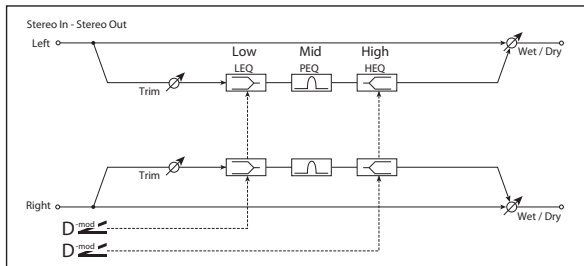 Stereo In - Stereo Out
Left
Wet / Dry
Low
Mid
High
LEQ
PEQ
HEQ
Trim
Trim
Right
Wet / Dry
D-mod
D-mod